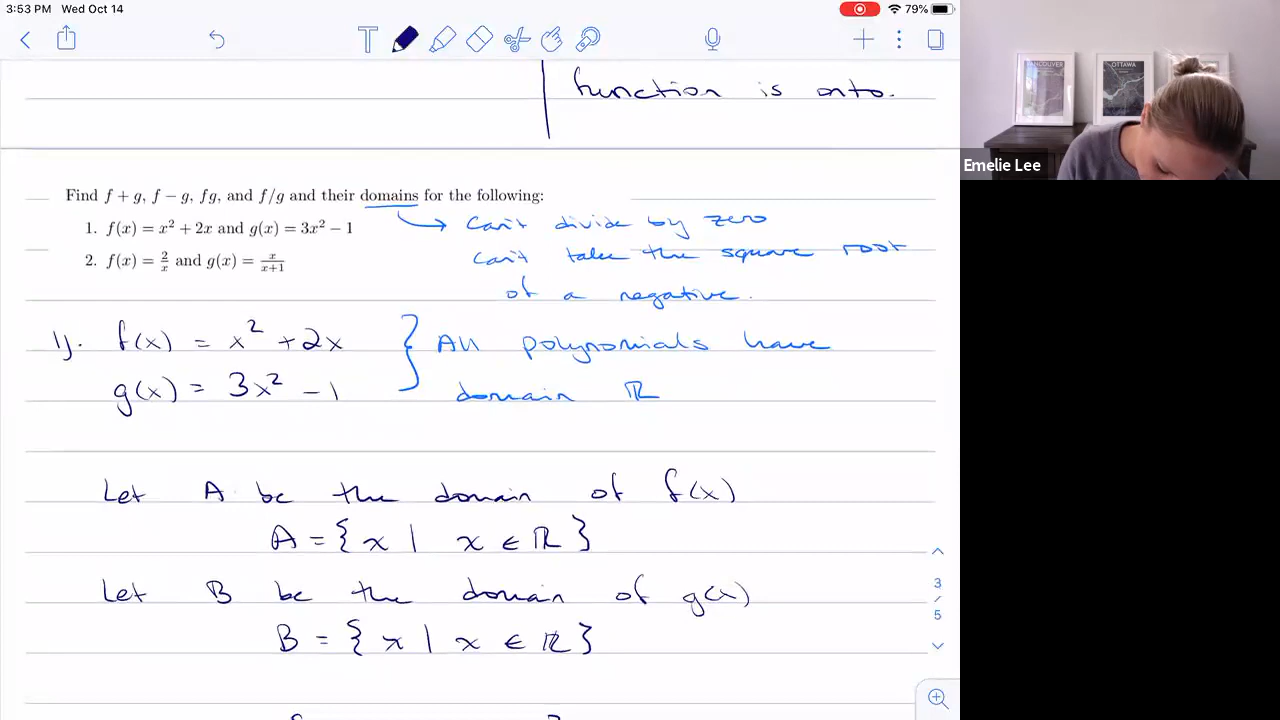 3:53 PM Wed Oct 14
79%
function is onto.
VANCOUVER
OTTAWA
Emelie Lee
Find f + g, f − g, fg, and f/g and their domains for the following:
1. f(x) = x² + 2x and g(x) = 3x² − 1
2. f(x) = 2/x and g(x) = x/(x+1)
→ Can't divide by zero
Can't take the square root
of a negative.
1). f(x) = x² + 2x } All polynomials have
g(x) = 3x² − 1 domain ℝ
Let A be the domain of f(x)
A = { x | x ∈ ℝ }
Let B be the domain of g(x)
B = { x | x ∈ ℝ }
3
/
5